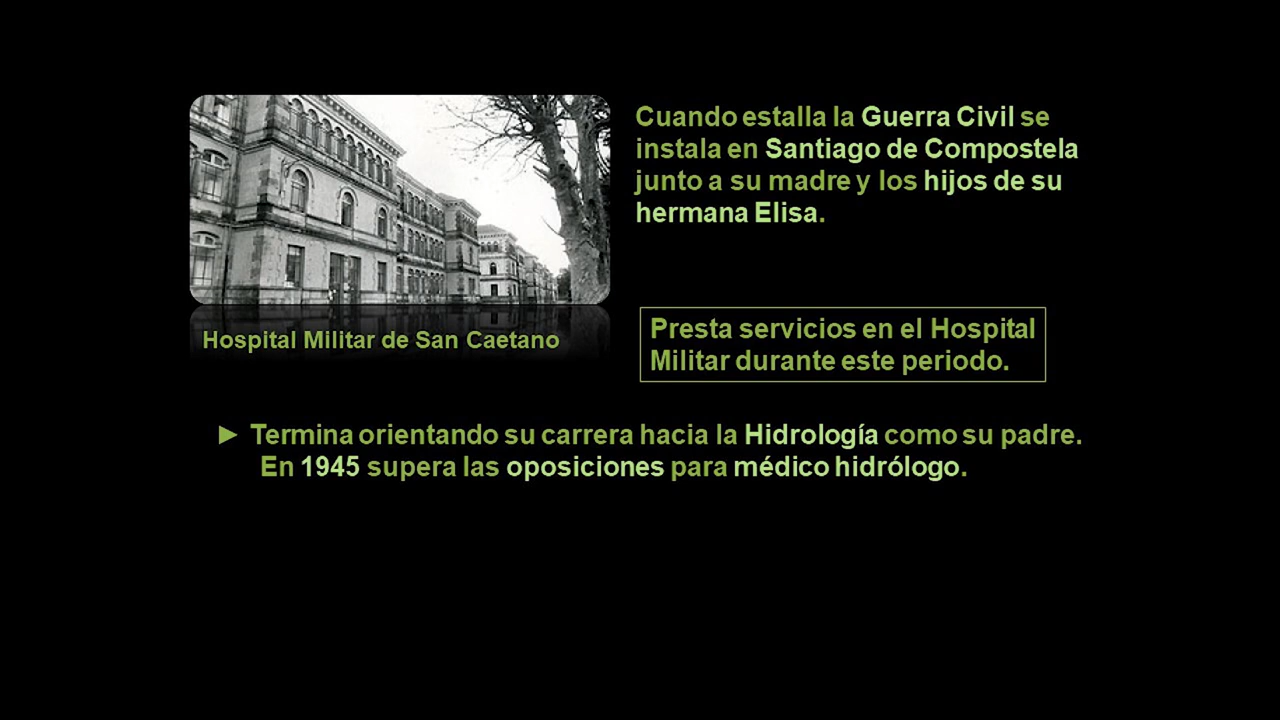 Cuando estalla la Guerra Civil se
instala en Santiago de Compostela
junto a su madre y los hijos de su
hermana Elisa.
Hospital Militar de San Caetano
Presta servicios en el Hospital
Militar durante este periodo.
► Termina orientando su carrera hacia la Hidrología como su padre.
En 1945 supera las oposiciones para médico hidrólogo.